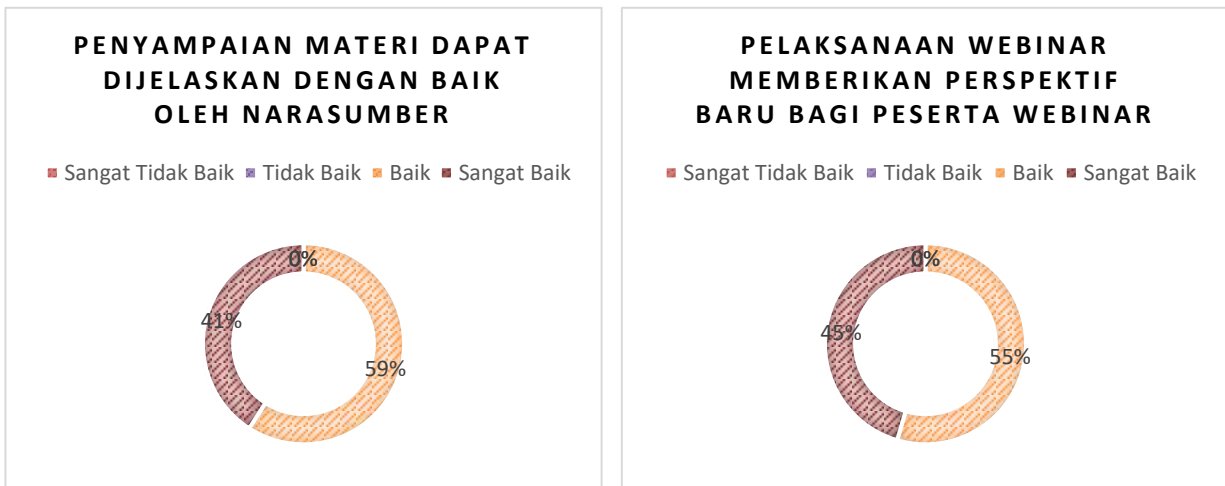 PENYAMPAIAN MATERI DAPAT
DIJELASKAN DENGAN BAIK
OLEH NARASUMBER
Sangat Tidak Baik Tidak Baik Baik Sangat Baik
0%
41%
59%
PELAKSANAAN WEBINAR
MEMBERIKAN PERSPEKTIF
BARU BAGI PESERTA WEBINAR
Sangat Tidak Baik Tidak Baik Baik Sangat Baik
0%
45%
55%